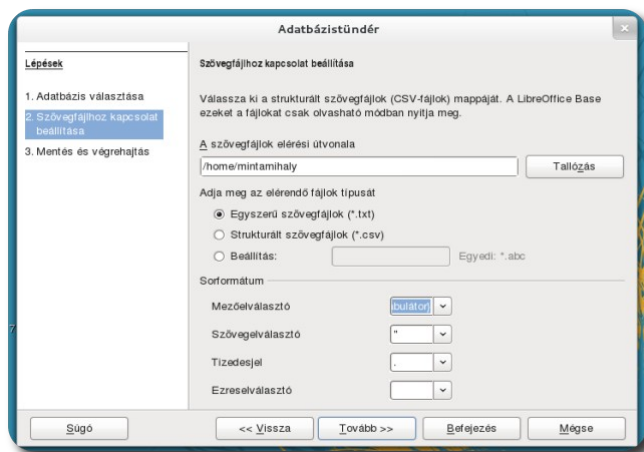 Adatbázistündér
Lépések
1. Adatbázis választása
2. Szövegfájlhoz kapcsolat
beállítása
3. Mentés és végrehajtás
Szövegfájlhoz kapcsolat beállítása
Válassza ki a strukturált szövegfájlok (CSV-fájlok) mappáját. A LibreOffice Base
ezeket a fájlokat csak olvasható módban nyitja meg.
A szövegfájlok elérési útvonala
/home/mintamihaly
Tallózás
Adja meg az elérendő fájlok típusát
Egyszerű szövegfájlok (*.txt)
Strukturált szövegfájlok (*.csv)
Beállítás: Egyedi: *.abc
Sorformátum
Mezőelválasztó
Szövegelválasztó "
Tizedesjel .
Ezreselválasztó
Súgó
<< Vissza
Tovább >>
Befejezés
Mégse